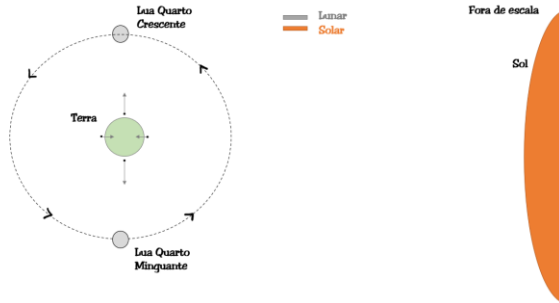 Lua Quarto
Crescente
Lunar
Solar
Fora de escala
Sol
Terra
Lua Quarto
Minguante